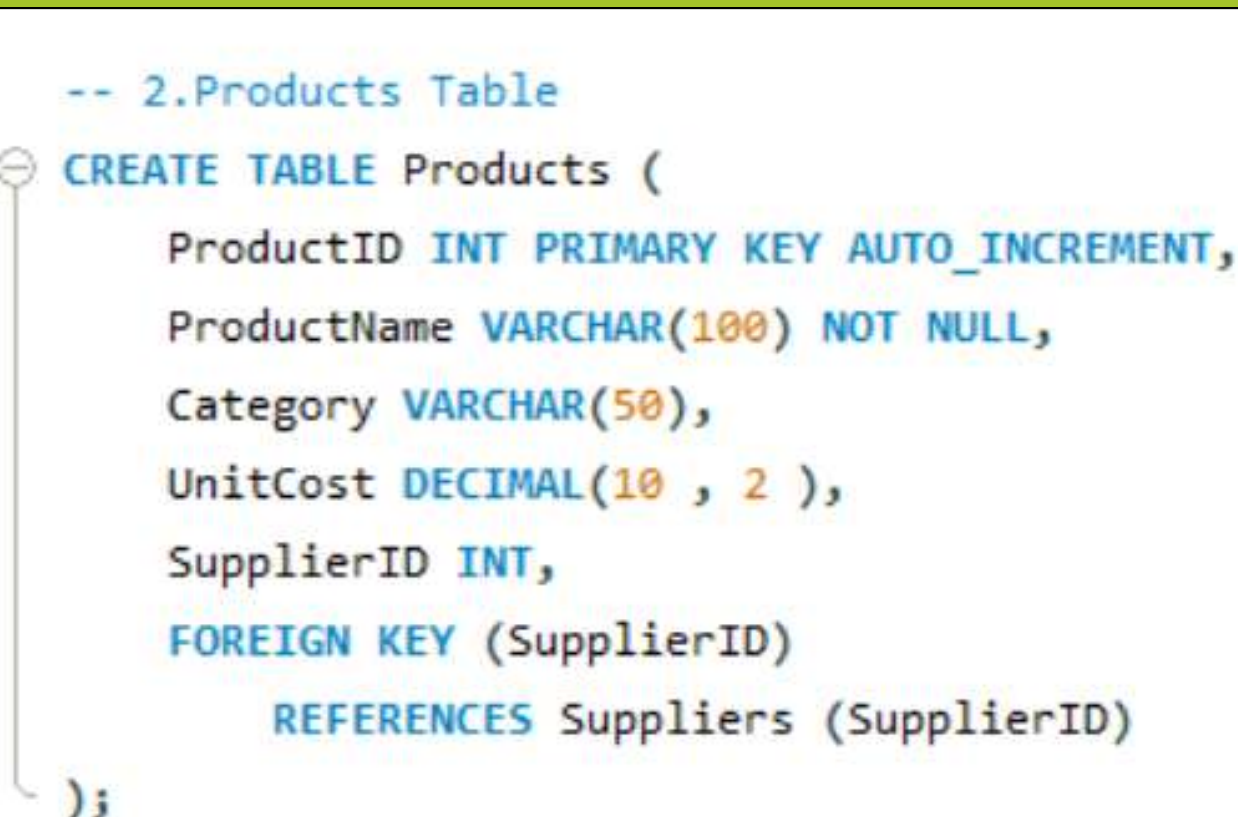 -- 2.Products Table
CREATE TABLE Products (
ProductID INT PRIMARY KEY AUTO_INCREMENT,
ProductName VARCHAR(100) NOT NULL,
Category VARCHAR(50),
UnitCost DECIMAL(10 , 2 ),
SupplierID INT,
FOREIGN KEY (SupplierID)
REFERENCES Suppliers (SupplierID)
);